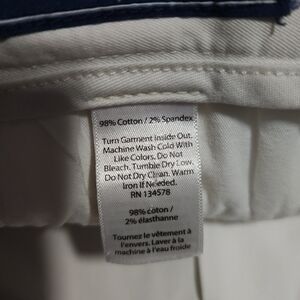 98% Cotton / 2% Spandex
Turn Garment Inside Out.
Machine Wash Cold With
Like Colors. Do Not
Bleach. Tumble Dry Low.
Do Not Dry Clean. Warm
Iron If Needed.
RN 134578
98% coton /
2% élasthanne
Tournez le vêtement à
l'envers. Laver à la
machine à l'eau froide